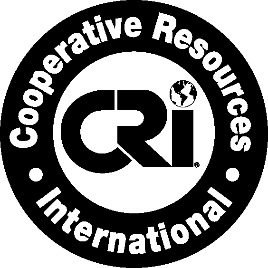 Cooperative Resources
CRI®
• International •